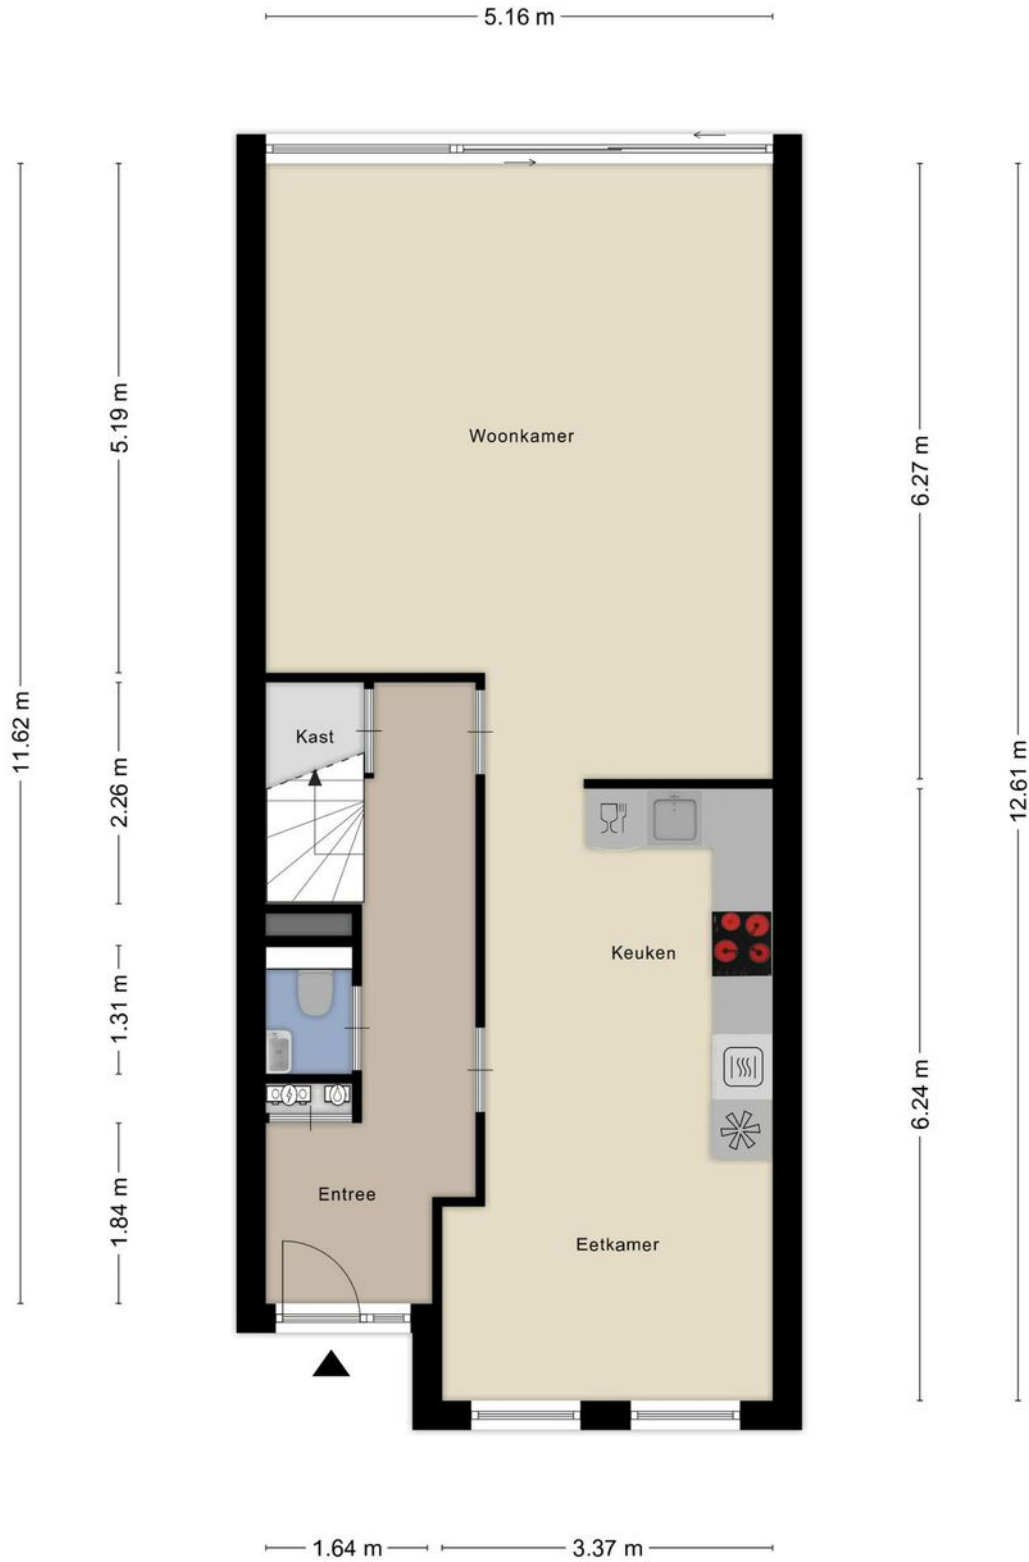 5.16 m
5.19 m
Woonkamer
6.27 m
11.62 m
Kast
2.26 m
12.61 m
Keuken
1.31 m
6.24 m
Entree
1.84 m
Eetkamer
1.64 m
3.37 m